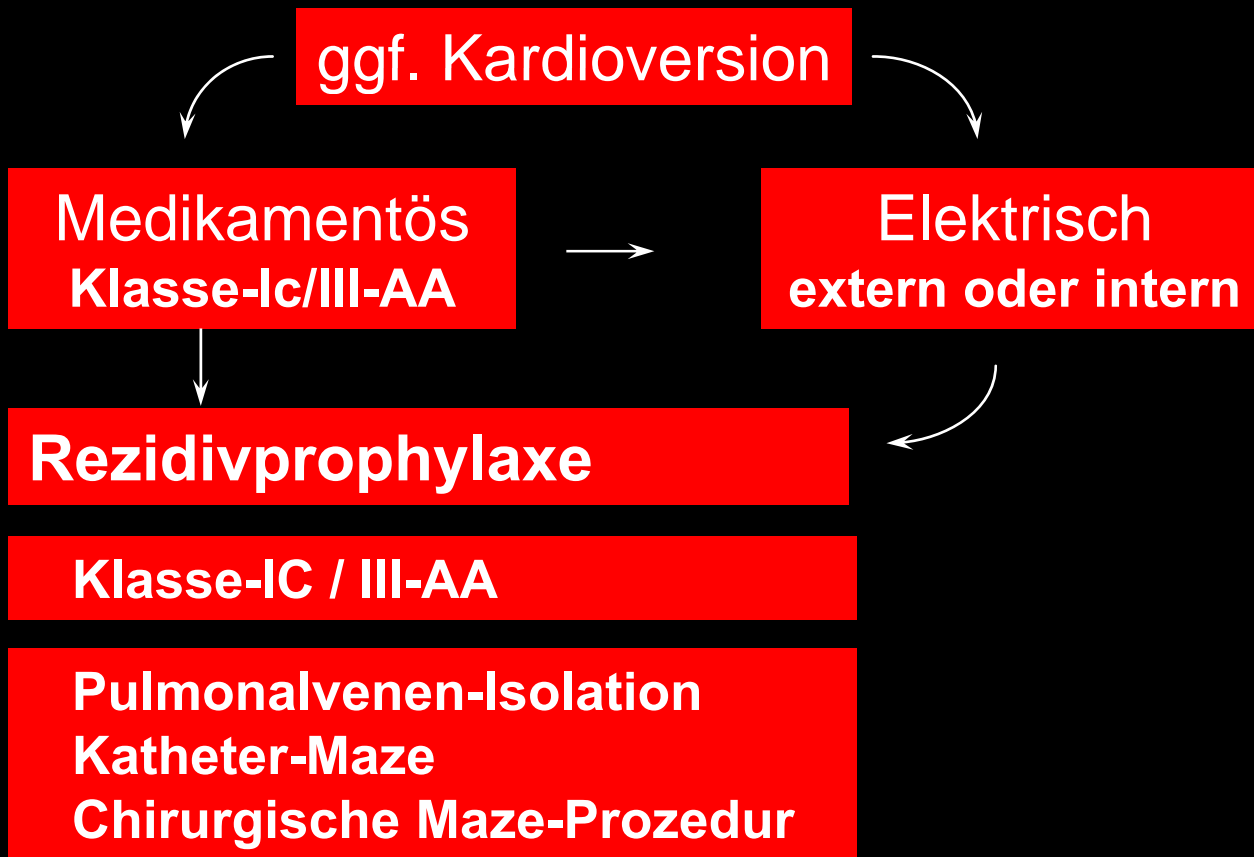 ggf. Kardioversion
Medikamentös
Klasse-Ic/III-AA
Elektrisch
extern oder intern
Rezidivprophylaxe
Klasse-IC / III-AA
Pulmonalvenen-Isolation
Katheter-Maze
Chirurgische Maze-Prozedur